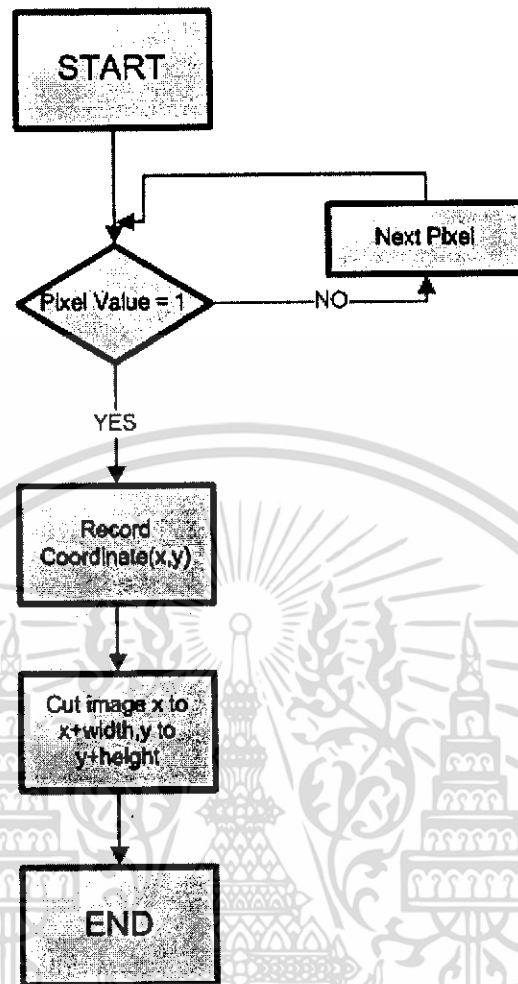 START
Next Pixel
Pixel Value = 1
NO
YES
Record
Coordinate(x,y)
Cut image x to
x+width,y to
y+height
END